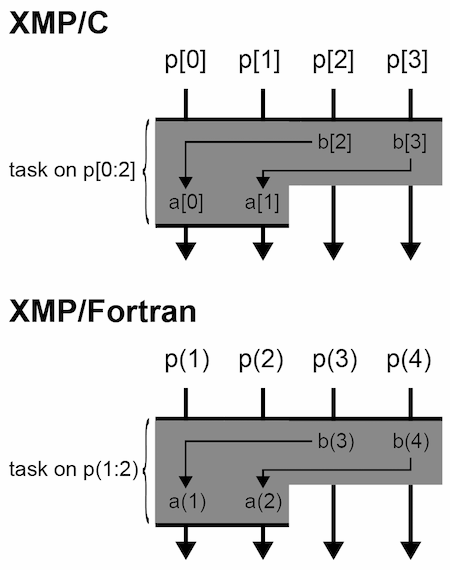 XMP/C
p[0] p[1] p[2] p[3]
b[2] b[3]
task on p[0:2]
a[0] a[1]
XMP/Fortran
p(1) p(2) p(3) p(4)
b(3) b(4)
task on p(1:2)
a(1) a(2)